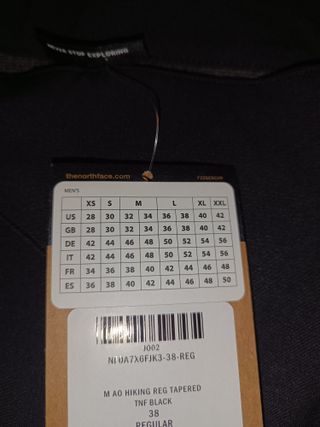 NEVER STOP EXPLORING
thenorthface.com
MEN'S
XS S M L XL XXL
US 28 30 32 34 36 38 40 42
GB 28 30 32 34 36 38 40 42
DE 42 44 46 48 50 52 54 56
IT 42 44 46 48 50 52 54 56
FR 34 36 38 40 42 44 46 48
ES 36 38 40 42 44 46 48 50
J002
NF0A7X6FJK3-38-REG
M AO HIKING REG TAPERED
TNF BLACK
38
REGULAR